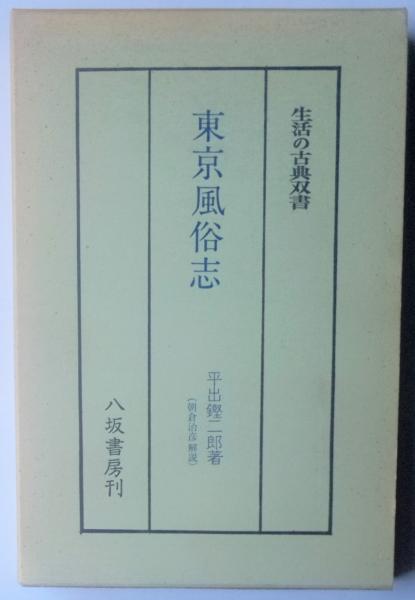 生活の古典双書
東京風俗志
平出鏗二郎著
(朝倉治彦解説)
八坂書房刊